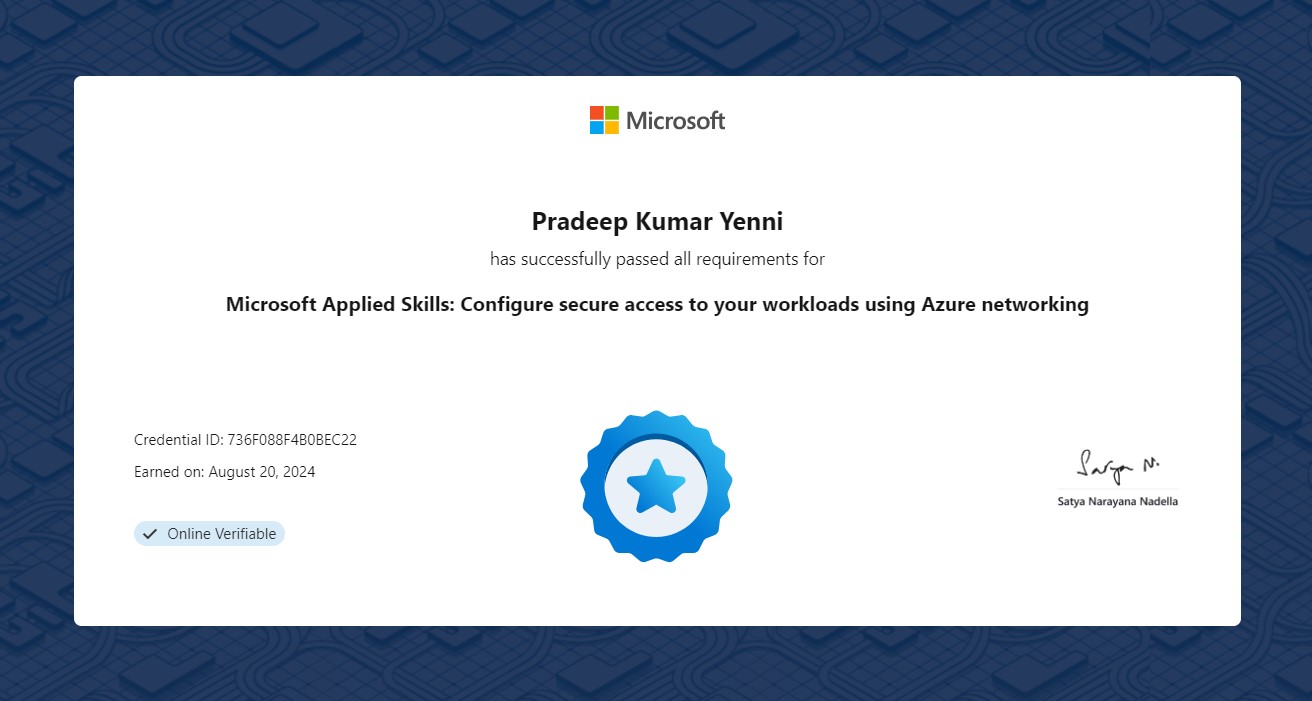 Microsoft
Pradeep Kumar Yenni
has successfully passed all requirements for
Microsoft Applied Skills: Configure secure access to your workloads using Azure networking
Credential ID: 736F088F4B0BEC22
Earned on: August 20, 2024
Online Verifiable
Satya N.
Satya Narayana Nadella